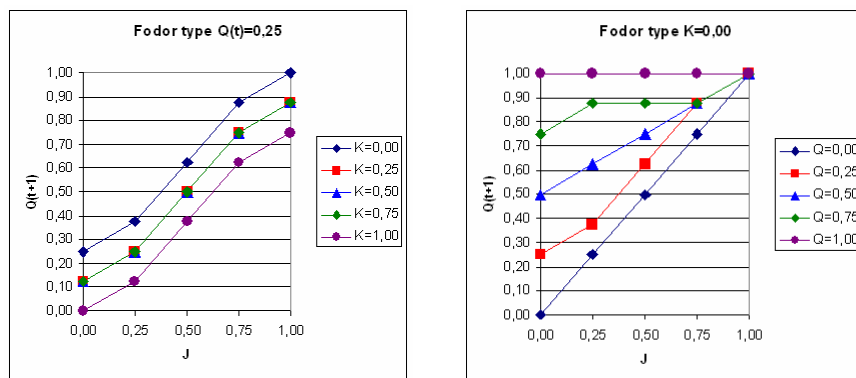 Fodor type Q(t)=0,25
Q(t+1)
1,00
0,90
0,80
0,70
0,60
0,50
0,40
0,30
0,20
0,10
0,00
0,00 0,25 0,50 0,75 1,00
J
K=0,00
K=0,25
K=0,50
K=0,75
K=1,00
Fodor type K=0,00
Q(t+1)
1,00
0,90
0,80
0,70
0,60
0,50
0,40
0,30
0,20
0,10
0,00
0,00 0,25 0,50 0,75 1,00
J
Q=0,00
Q=0,25
Q=0,50
Q=0,75
Q=1,00